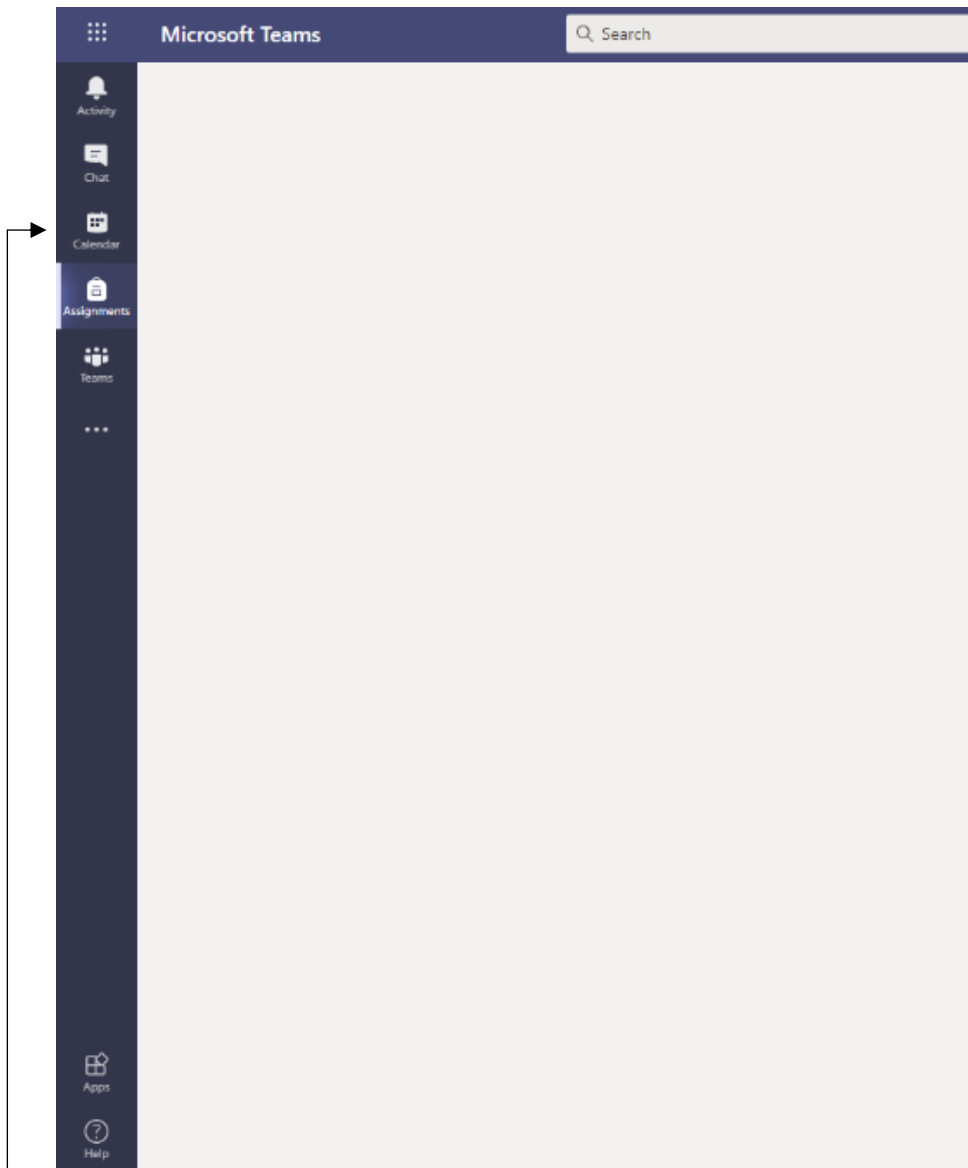 Microsoft Teams
Search
Activity
Chat
Calendar
Assignments
Teams
Apps
Help